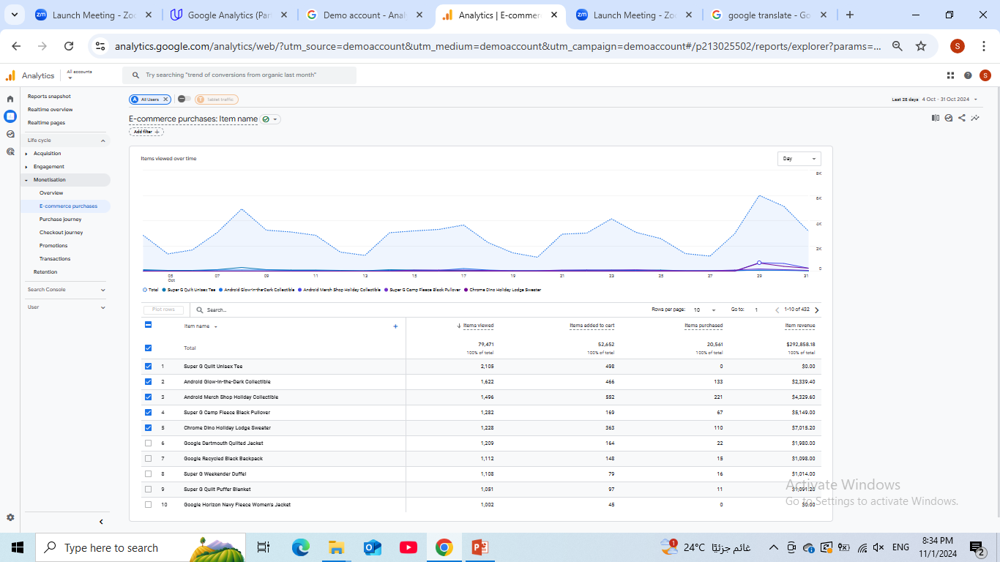 Launch Meeting - Zo
Google Analytics (Par
Demo account - Anal
Analytics | E-commer
Launch Meeting - Zo
google translate - Go
analytics.google.com/analytics/web/?utm_source=demoaccount&utm_medium=demoaccount&utm_campaign=demoaccount#/p213025502/reports/explorer?params=...
S
Analytics
All accounts
Try searching "trend of conversions from organic last month"
S
Reports snapshot
Realtime overview
Realtime pages
Life cycle
Acquisition
Engagement
Monetisation
Overview
E-commerce purchases
Purchase journey
Checkout journey
Promotions
Transactions
Retention
Search Console
User
A All Users
T Tablet traffic
Last 28 days 4 Oct - 31 Oct 2024
E-commerce purchases: Item name
Add filter +
Items viewed over time
Day
8K
6K
4K
2K
0
05 Oct 07 09 11 13 15 17 19 21 23 25 27 29 31
Total Super G Quilt Unisex Tee Android Glow-in-the-Dark Collectible Android Merch Shop Holiday Collectible Super G Camp Fleece Black Pullover Chrome Dino Holiday Lodge Sweater
Plot rows Search... Rows per page: 10 Go to: 1 1-10 of 432
Item name + Items viewed Items added to cart Items purchased Item revenue
Total 79,471 52,652 20,561 $292,858.18
100% of total 100% of total 100% of total 100% of total
1 Super G Quilt Unisex Tee 2,105 498 0 $0.00
2 Android Glow-in-the-Dark Collectible 1,622 466 133 $2,339.40
3 Android Merch Shop Holiday Collectible 1,496 552 221 $4,329.60
4 Super G Camp Fleece Black Pullover 1,282 169 67 $5,149.00
5 Chrome Dino Holiday Lodge Sweater 1,228 363 110 $7,015.20
6 Google Dartmouth Quilted Jacket 1,209 164 22 $1,980.00
7 Google Recycled Black Backpack 1,112 148 15 $1,098.00
8 Super G Weekender Duffel 1,108 79 16 $1,014.00
9 Super G Quilt Puffer Blanket 1,051 97 11 $1,091.20
10 Google Horizon Navy Fleece Women's Jacket 1,002 45 0 $0.00
Activate Windows
Go to Settings to activate Windows.
Type here to search
1
24°C غائم جزئيًا
ENG
8:34 PM
11/1/2024
2